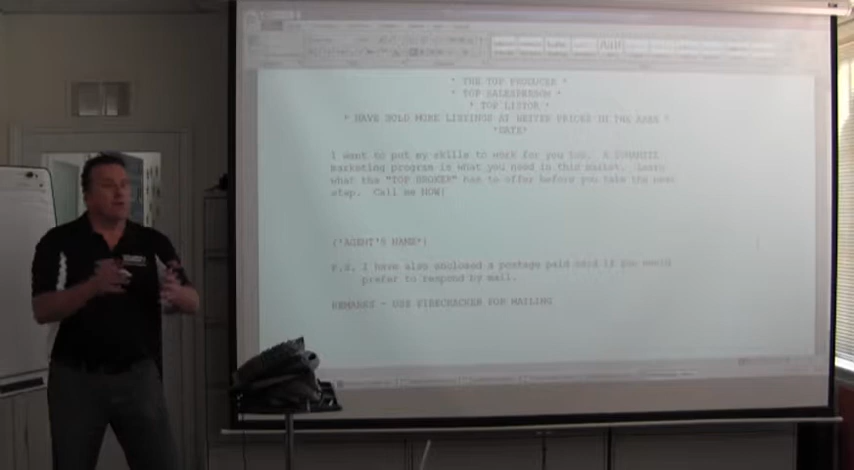 * THE TOP PRODUCER *
* TOP SALESPERSON *
* TOP LISTOR *
* HAVE SOLD MORE LISTINGS AT BETTER PRICES IN THE AREA *
*DATE*
I want to put my skills to work for you too. A DYNAMITE
marketing program is what you need in this market. Learn
what the "TOP BROKER" has to offer before you take the next
step. Call me NOW!
(*AGENT'S NAME*)
P.S. I have also enclosed a postage paid card if you would
prefer to respond by mail.
REMARKS - USE FIRECRACKER FOR MAILING